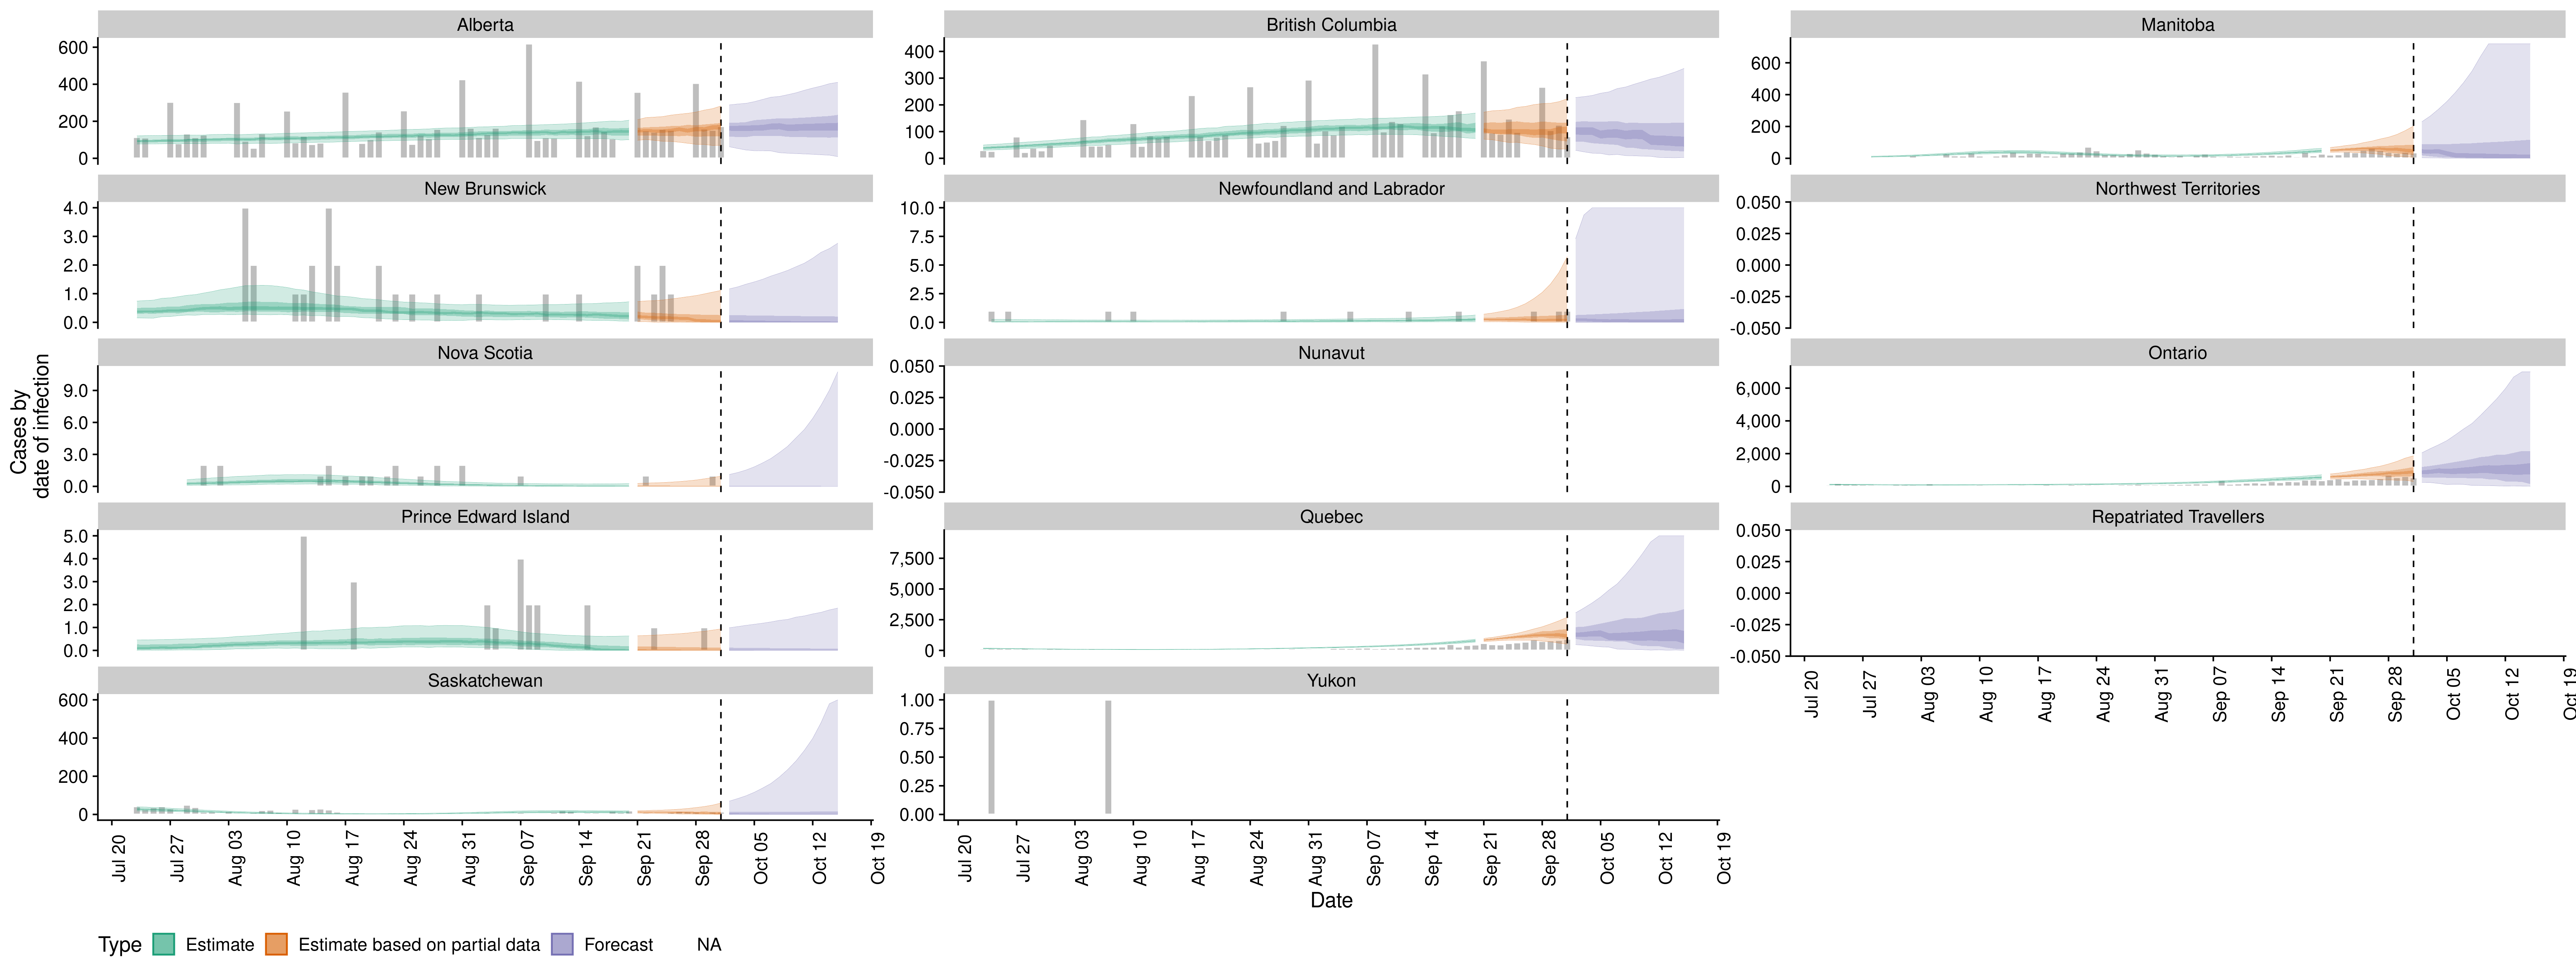 Alberta British Columbia Manitoba
600 400 200 0
400 300 200 100 0
600 400 200 0
New Brunswick Newfoundland and Labrador Northwest Territories
4.0 3.0 2.0 1.0 0.0
10.0 7.5 5.0 2.5 0.0
0.050 0.025 0.000 -0.025 -0.050
Nova Scotia Nunavut Ontario
9.0 6.0 3.0 0.0
0.050 0.025 0.000 -0.025 -0.050
6,000 4,000 2,000 0
Cases by
date of infection
Prince Edward Island Quebec Repatriated Travellers
5.0 4.0 3.0 2.0 1.0 0.0
7,500 5,000 2,500 0
0.050 0.025 0.000 -0.025 -0.050
Jul 20 Jul 27 Aug 03 Aug 10 Aug 17 Aug 24 Aug 31 Sep 07 Sep 14 Sep 21 Sep 28 Oct 05 Oct 12 Oct 19
Saskatchewan Yukon
600 400 200 0
1.00 0.75 0.50 0.25 0.00
Jul 20 Jul 27 Aug 03 Aug 10 Aug 17 Aug 24 Aug 31 Sep 07 Sep 14 Sep 21 Sep 28 Oct 05 Oct 12 Oct 19
Jul 20 Jul 27 Aug 03 Aug 10 Aug 17 Aug 24 Aug 31 Sep 07 Sep 14 Sep 21 Sep 28 Oct 05 Oct 12 Oct 19
Date
Type Estimate Estimate based on partial data Forecast NA